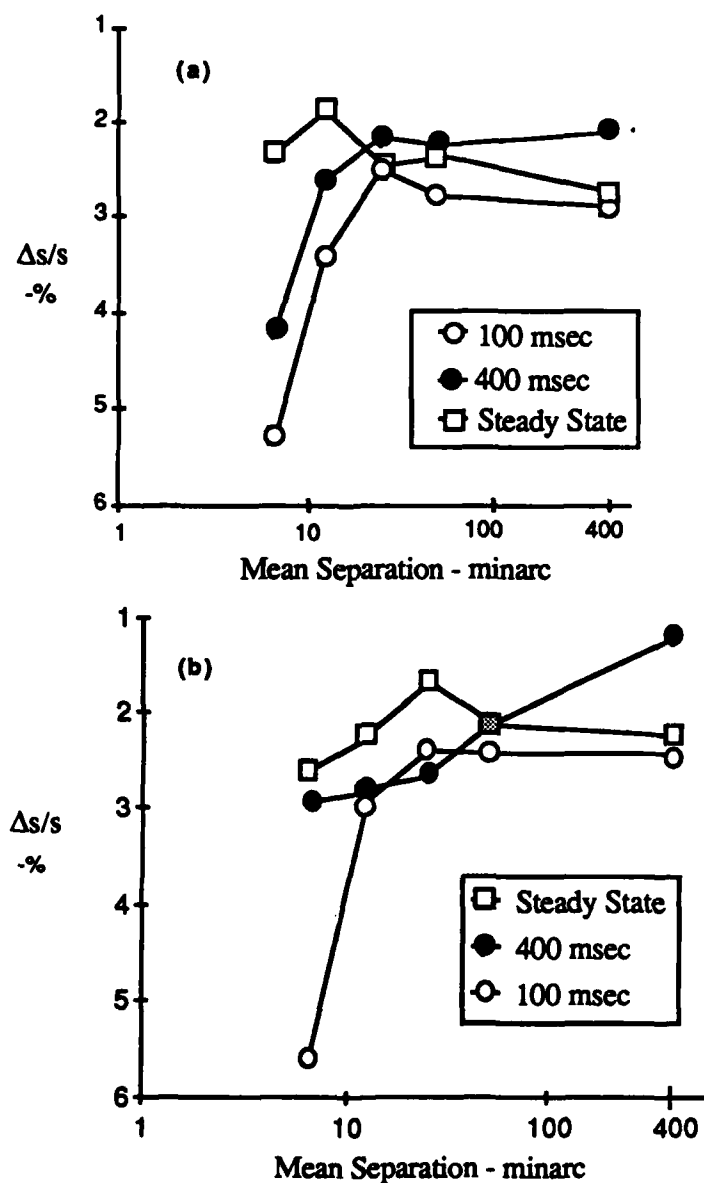 (a)
1
2
3
4
5
6
Δs/s
-%
100 msec
400 msec
Steady State
1 10 100 400
Mean Separation - minarc
(b)
1
2
3
4
5
6
Δs/s
-%
Steady State
400 msec
100 msec
1 10 100 400
Mean Separation - minarc